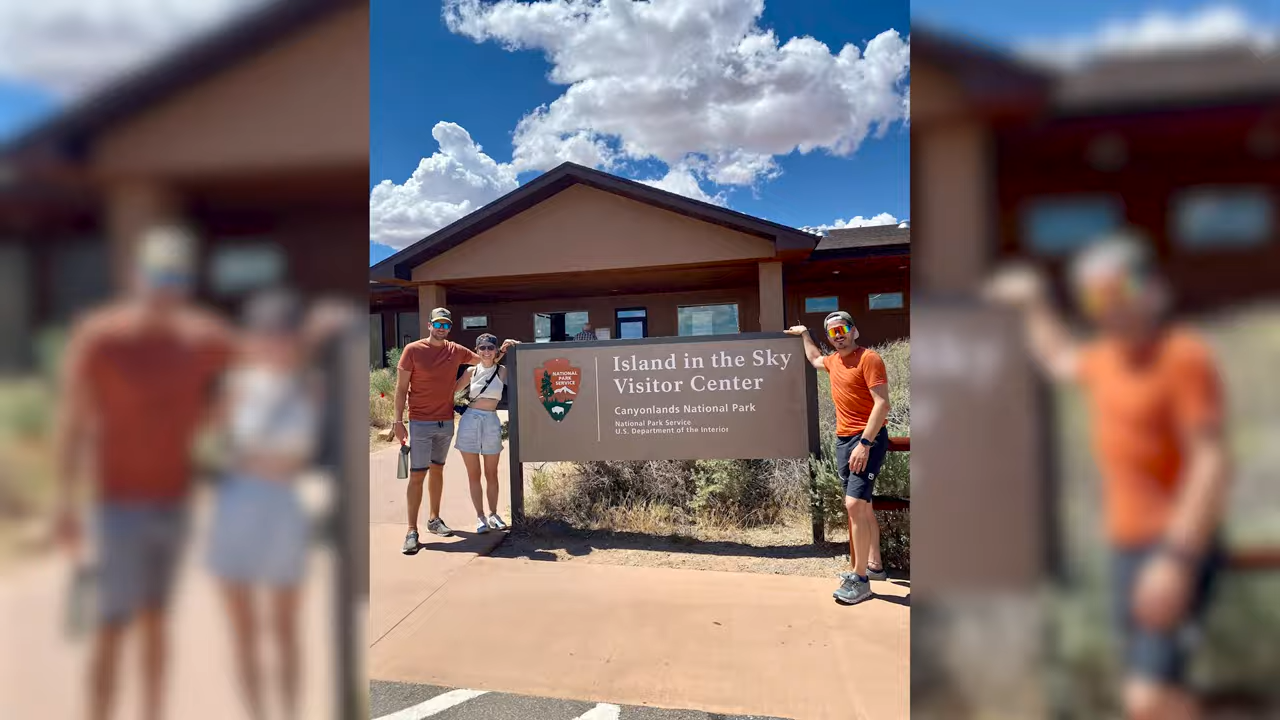 NATIONAL
PARK
SERVICE
Island in the Sky
Visitor Center
Canyonlands National Park
National Park Service
U.S. Department of the Interior